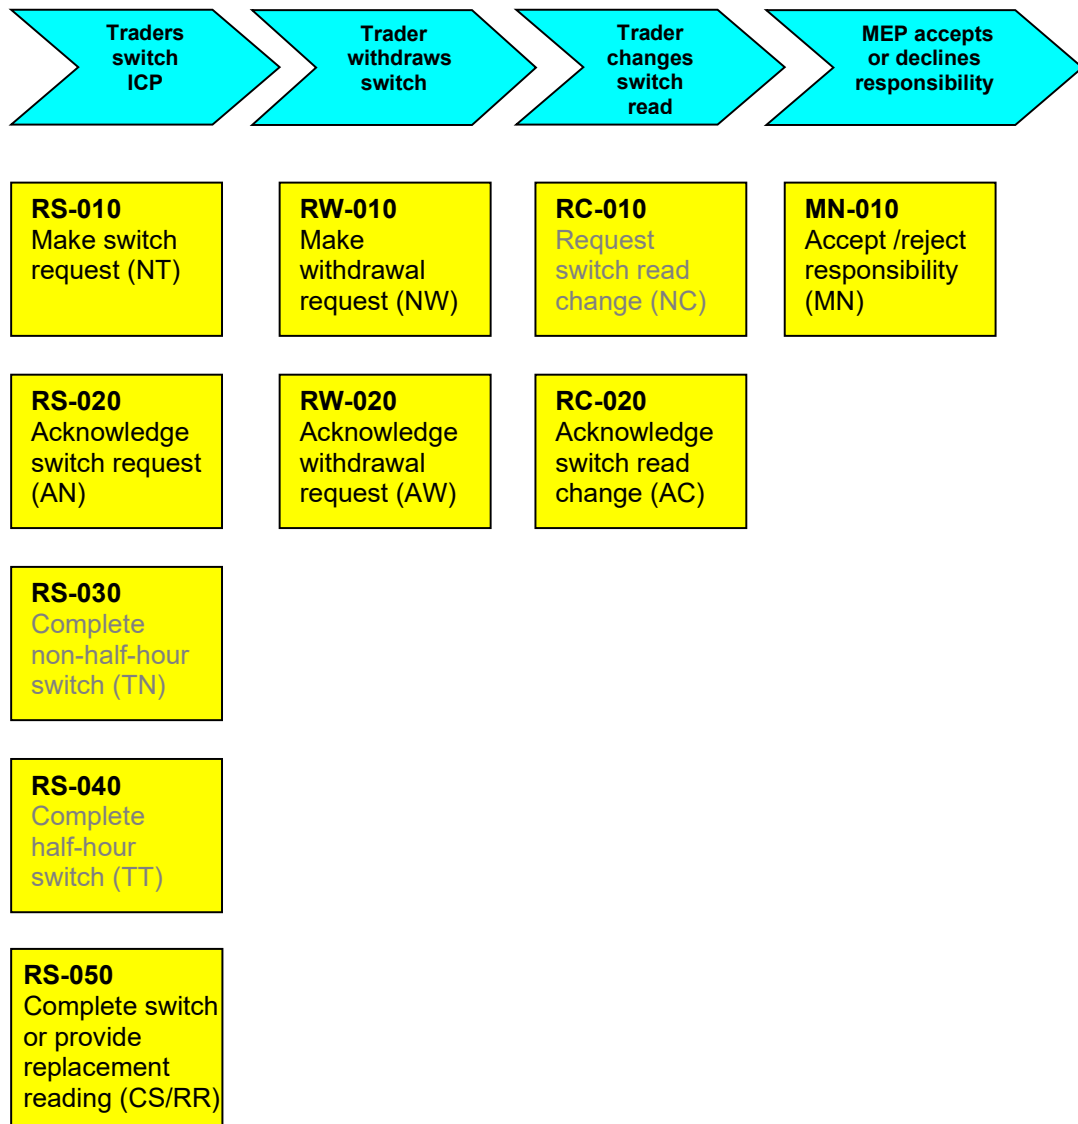 Traders
switch
ICP
Trader
withdraws
switch
Trader
changes
switch
read
MEP accepts
or declines
responsibility
RS-010
Make switch
request (NT)
RW-010
Make
withdrawal
request (NW)
RC-010
Request
switch read
change (NC)
MN-010
Accept /reject
responsibility
(MN)
RS-020
Acknowledge
switch request
(AN)
RW-020
Acknowledge
withdrawal
request (AW)
RC-020
Acknowledge
switch read
change (AC)
RS-030
Complete
non-half-hour
switch (TN)
RS-040
Complete
half-hour
switch (TT)
RS-050
Complete switch
or provide
replacement
reading (CS/RR)